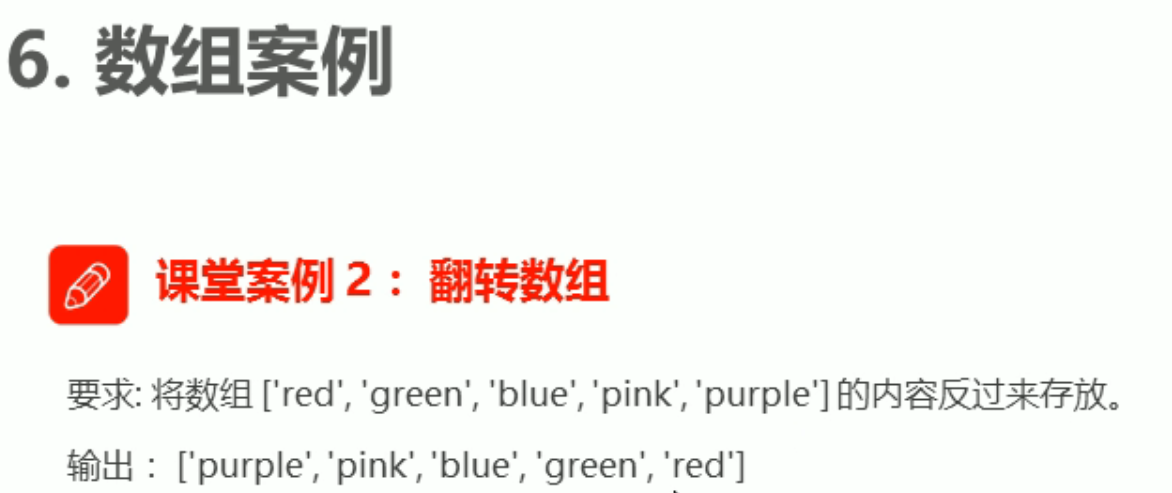 6. 数组案例
课堂案例 2： 翻转数组
要求: 将数组 ['red', 'green', 'blue', 'pink', 'purple'] 的内容反过来存放。
输出： ['purple', 'pink', 'blue', 'green', 'red']